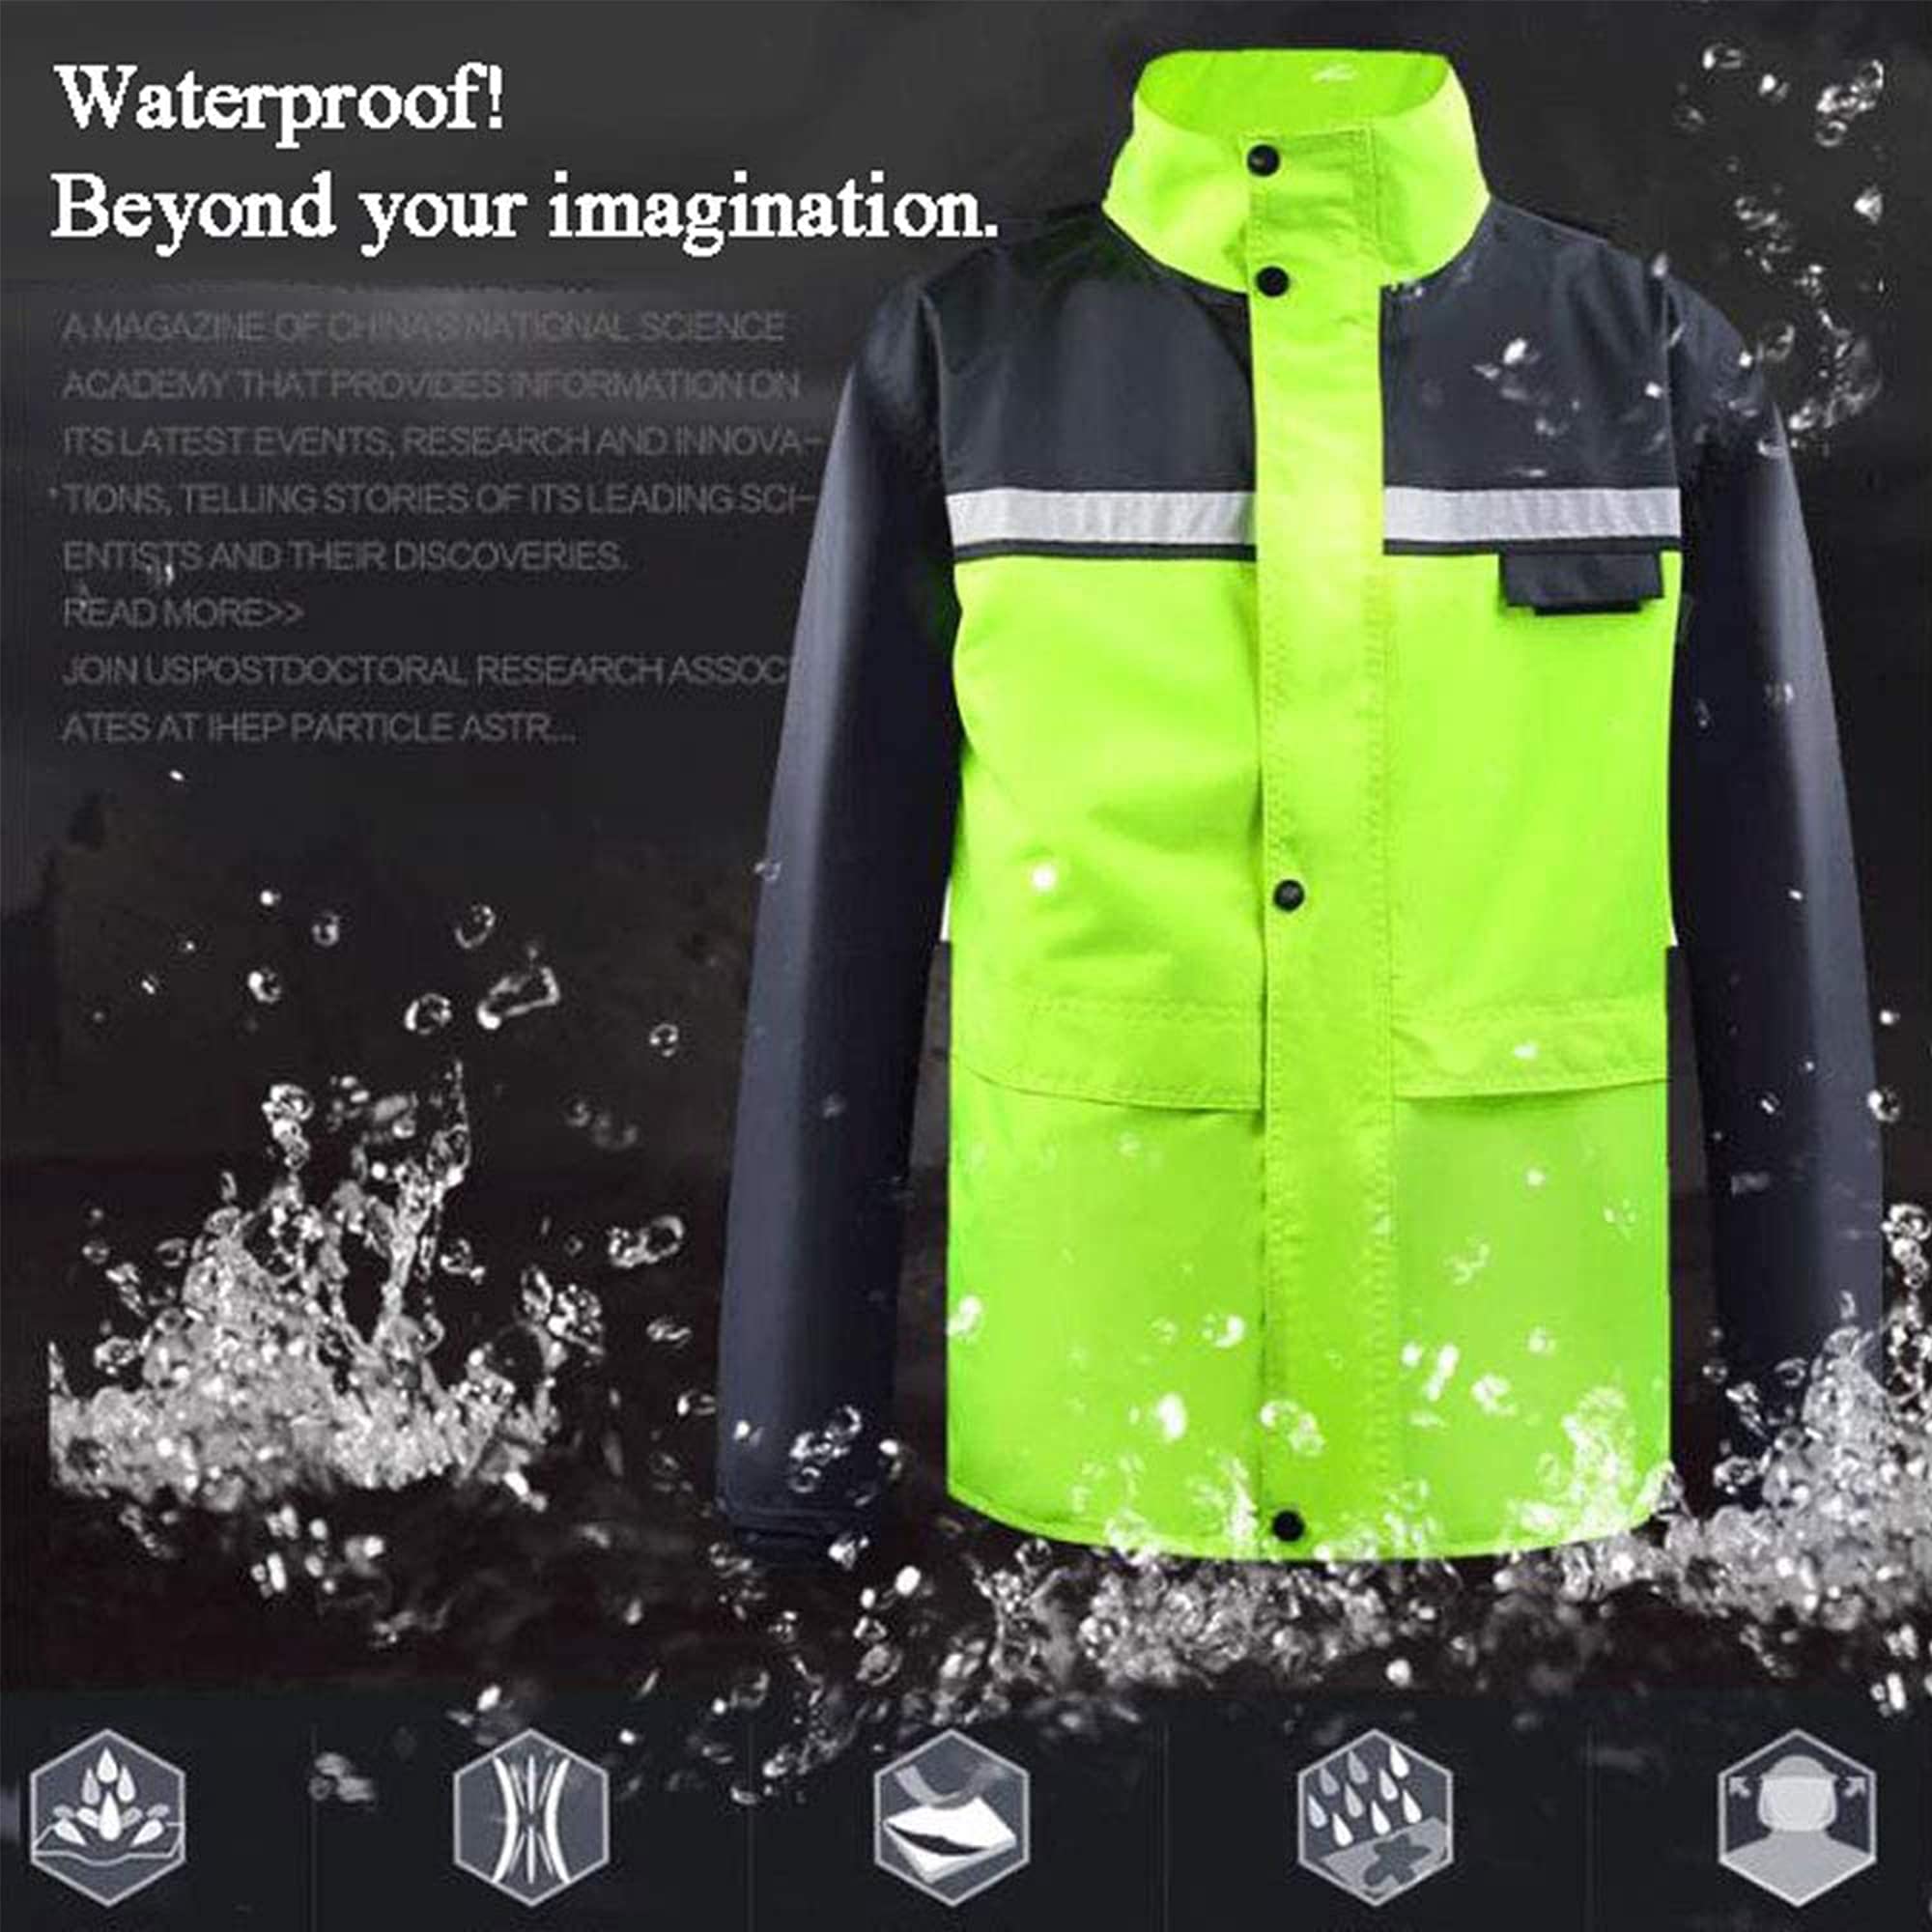 Waterproof!
Beyond your imagination.
A MAGAZINE OF CHINA'S NATIONAL SCIENCE
ACADEMY THAT PROVIDES INFORMATION ON
ITS LATEST EVENTS, RESEARCH AND INNOVA-
TIONS, TELLING STORIES OF ITS LEADING SCI-
ENTISTS AND THEIR DISCOVERIES.
READ MORE>>
JOIN USPOSTDOCTORAL RESEARCH ASSOC
ATES AT IHEP PARTICLE ASTR...